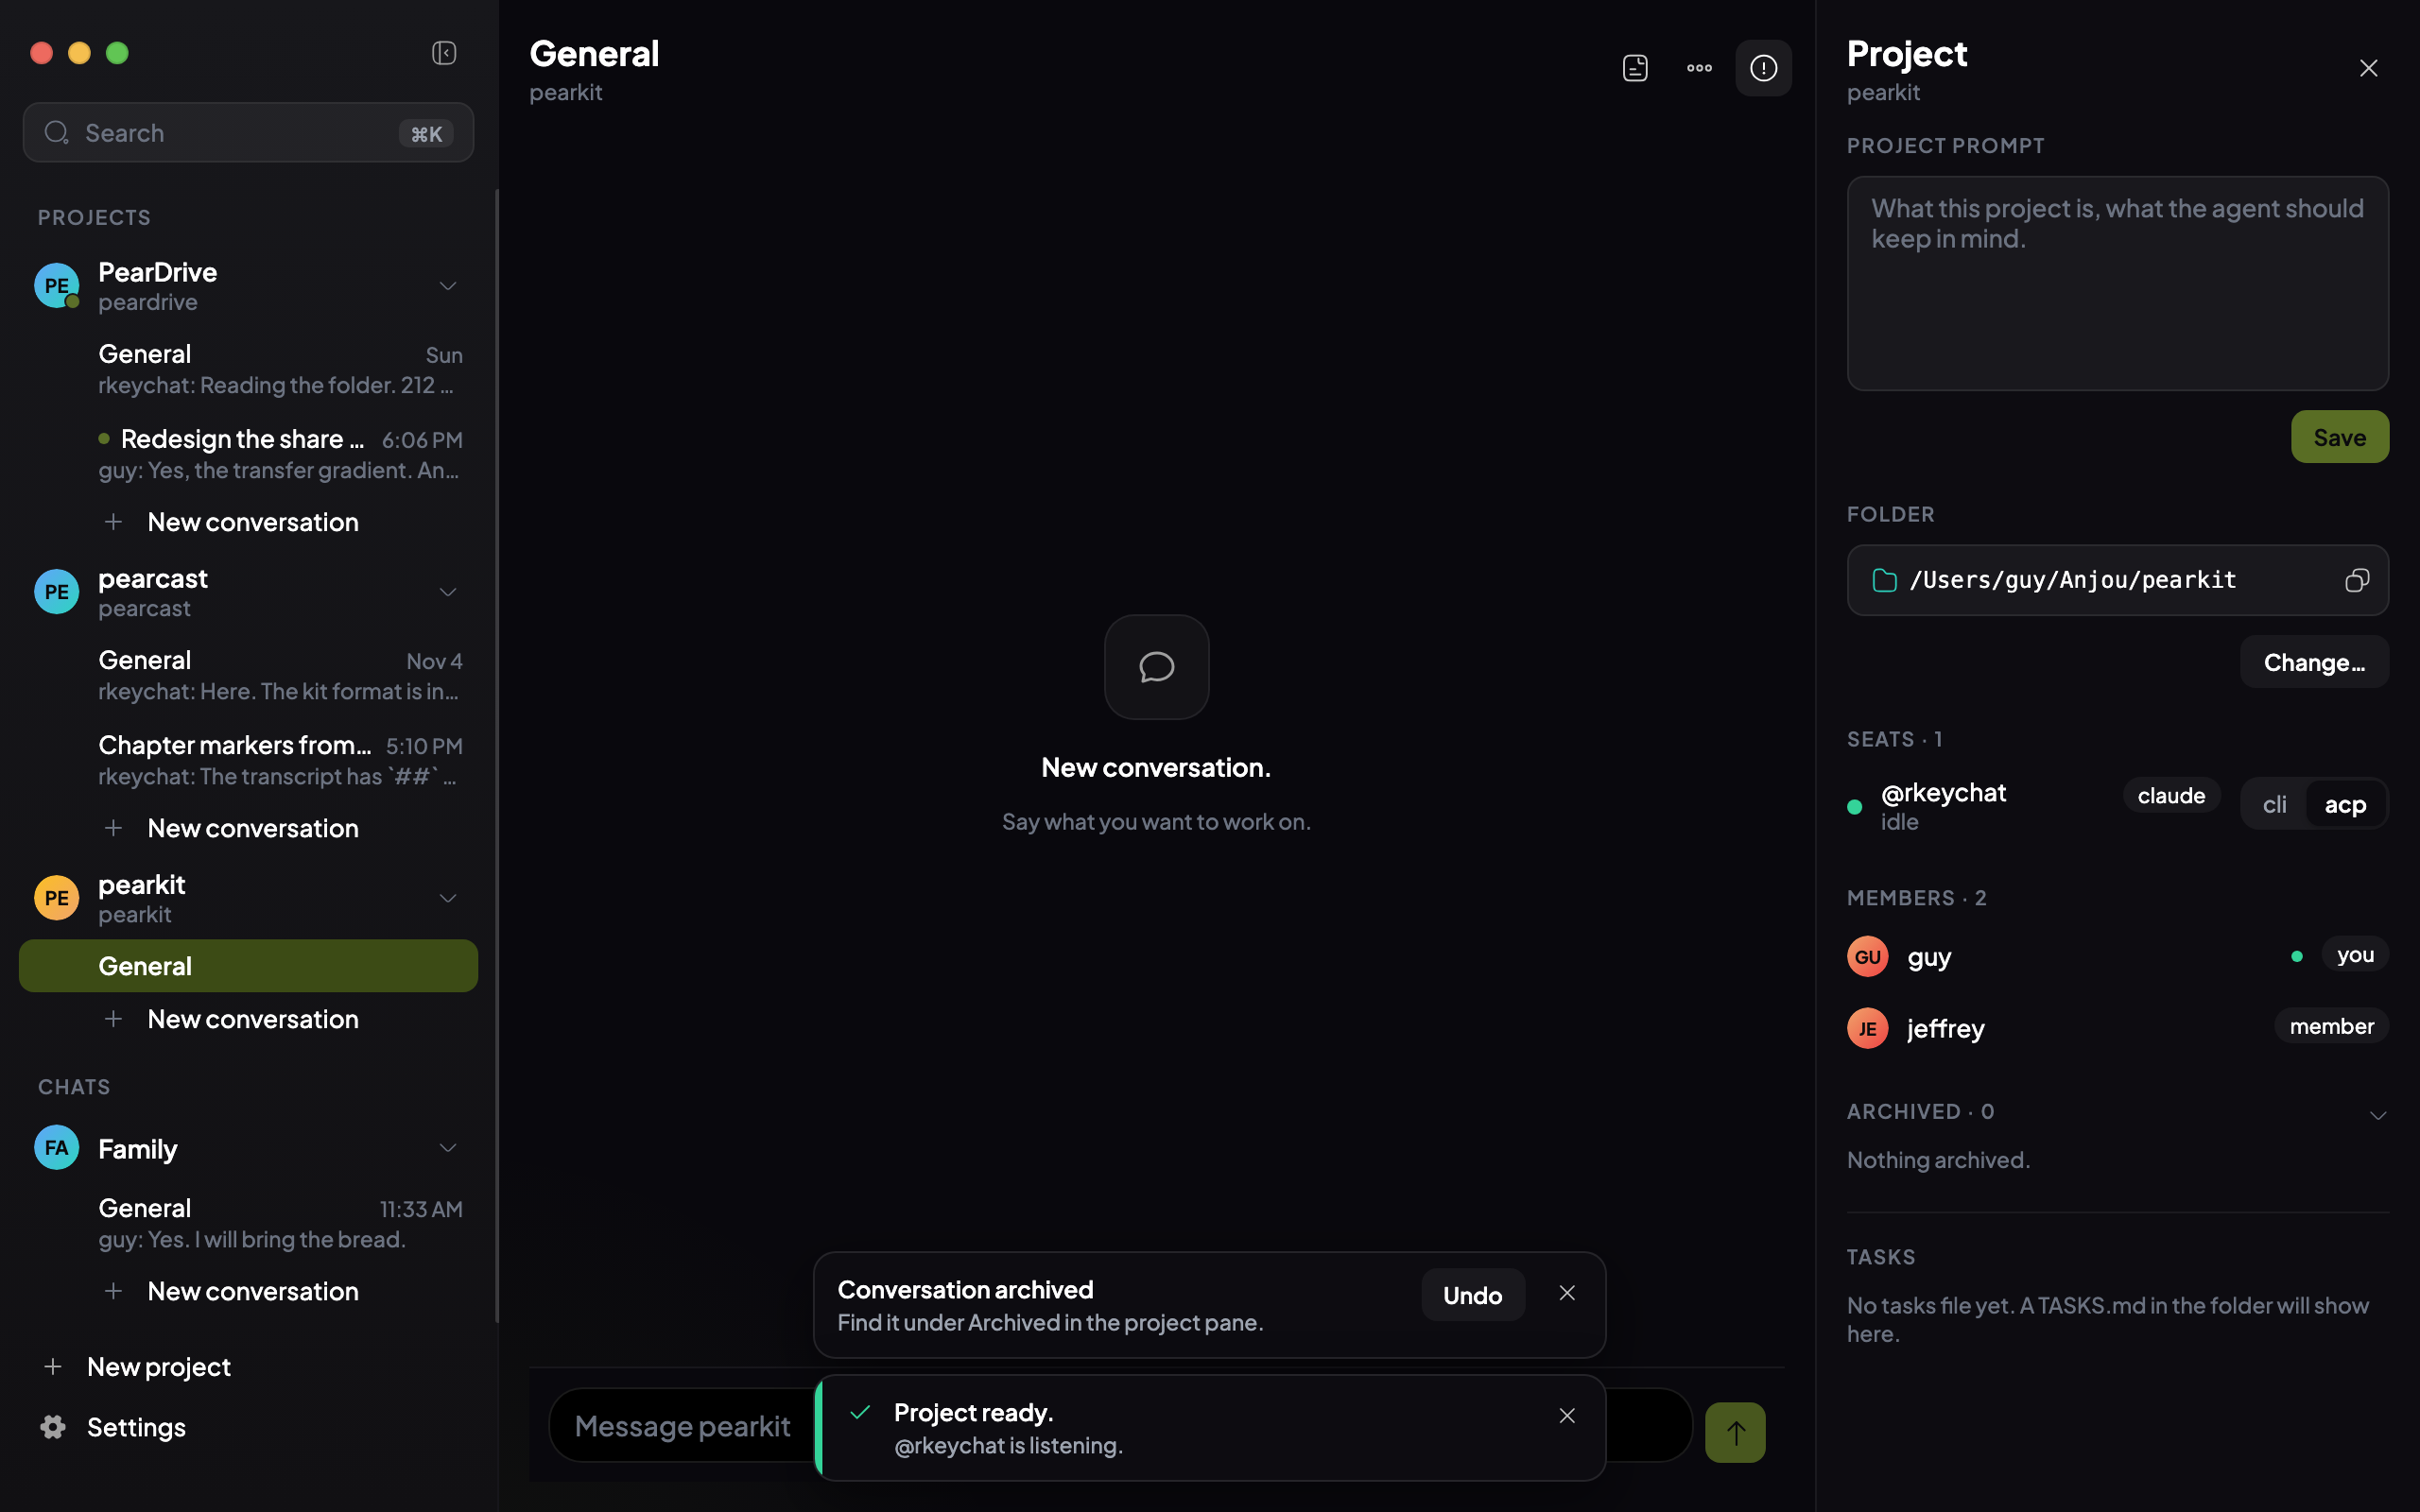 Search
⌘K
PROJECTS
PE
PearDrive
peardrive
General
Sun
rkeychat: Reading the folder. 212 …
Redesign the share …
6:06 PM
guy: Yes, the transfer gradient. An…
New conversation
PE
pearcast
pearcast
General
Nov 4
rkeychat: Here. The kit format is in…
Chapter markers from…
5:10 PM
rkeychat: The transcript has `##` …
New conversation
PE
pearkit
pearkit
General
New conversation
CHATS
FA
Family
General
11:33 AM
guy: Yes. I will bring the bread.
New conversation
New project
Settings
General
pearkit
New conversation.
Say what you want to work on.
Conversation archived
Find it under Archived in the project pane.
Undo
Message pearkit
Project ready.
@rkeychat is listening.
Project
pearkit
PROJECT PROMPT
What this project is, what the agent should
keep in mind.
Save
FOLDER
/Users/guy/Anjou/pearkit
Change…
SEATS · 1
@rkeychat
idle
claude
cli
acp
MEMBERS · 2
GU
guy
you
JE
jeffrey
member
ARCHIVED · 0
Nothing archived.
TASKS
No tasks file yet. A TASKS.md in the folder will show
here.